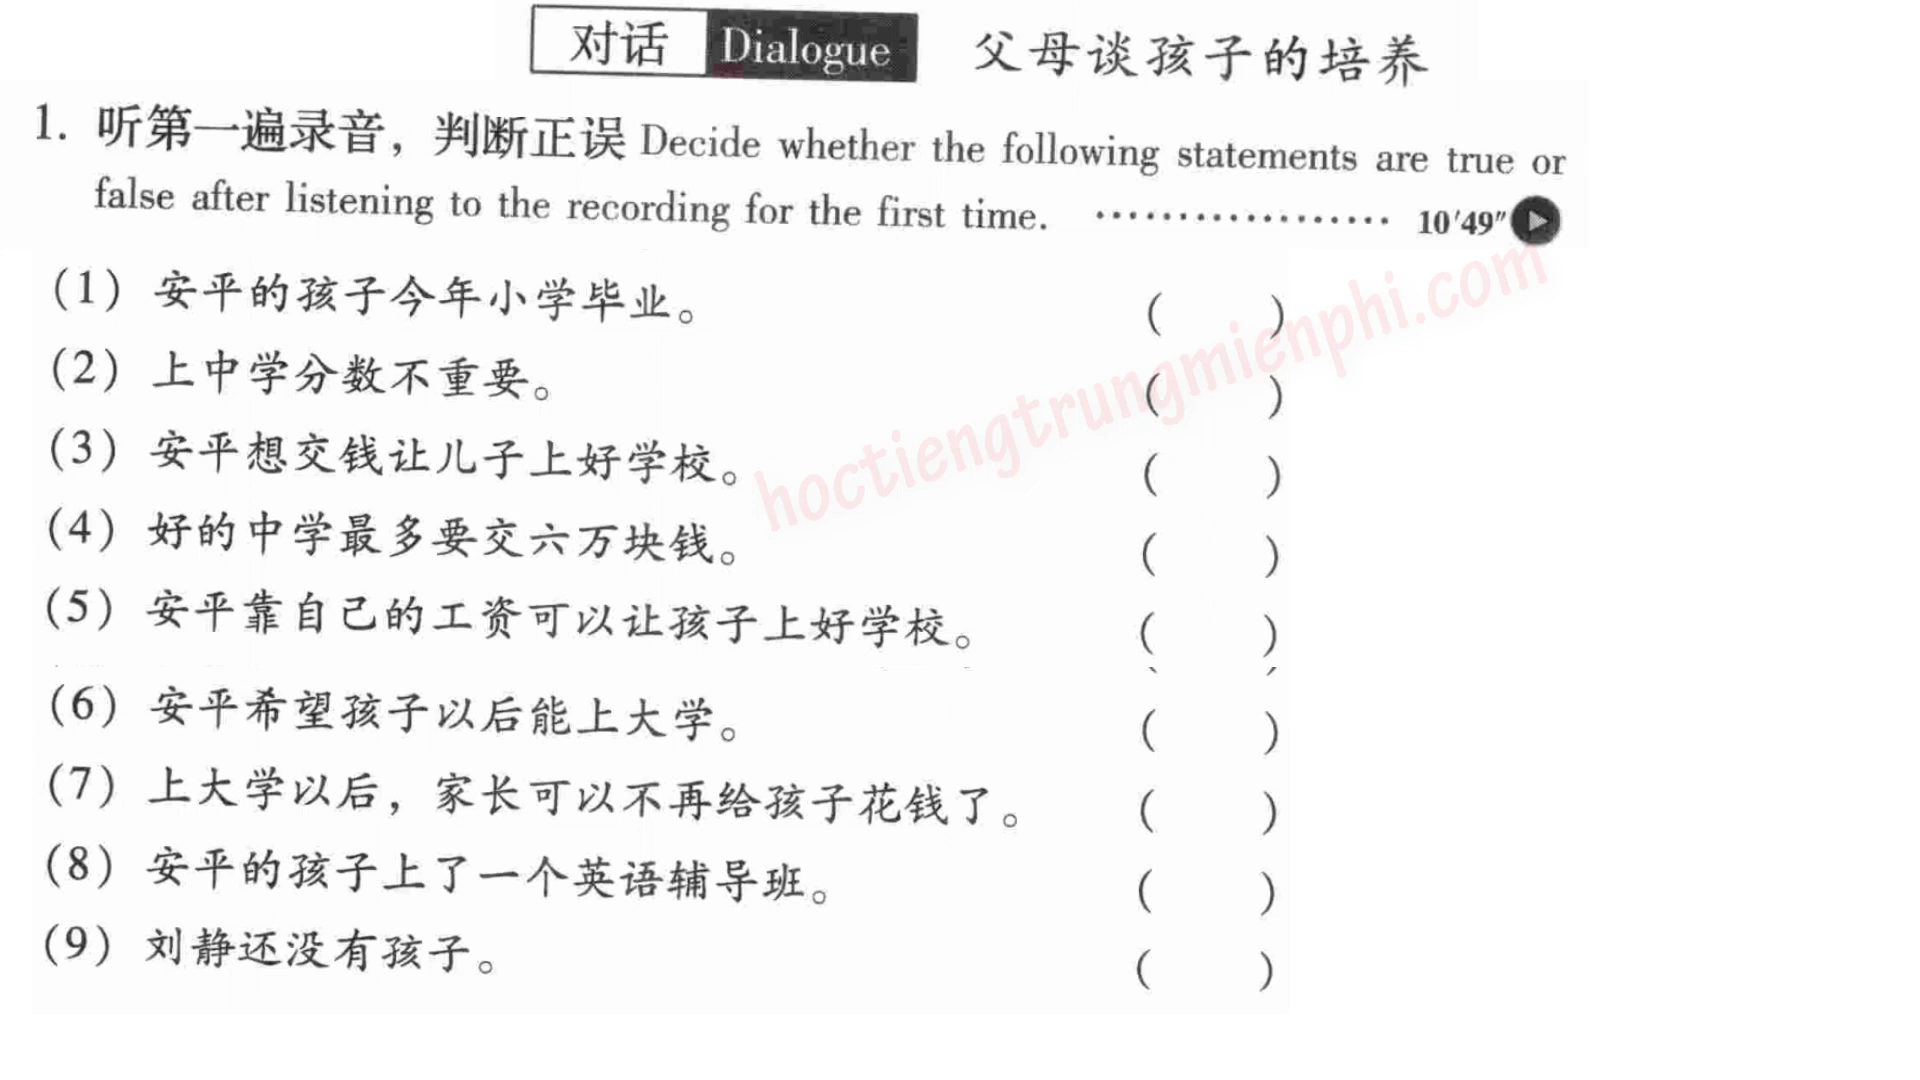 对话 Dialogue 父母谈孩子的培养
1. 听第一遍录音，判断正误 Decide whether the following statements are true or
false after listening to the recording for the first time. ·················· 10′49″
(1) 安平的孩子今年小学毕业。 ( )
(2) 上中学分数不重要。 ( )
(3) 安平想交钱让儿子上好学校。 ( )
(4) 好的中学最多要交六万块钱。 ( )
(5) 安平靠自己的工资可以让孩子上好学校。 ( )
(6) 安平希望孩子以后能上大学。 ( )
(7) 上大学以后，家长可以不再给孩子花钱了。 ( )
(8) 安平的孩子上了一个英语辅导班。 ( )
(9) 刘静还没有孩子。 ( )
hoctiengtrungmienphi.com